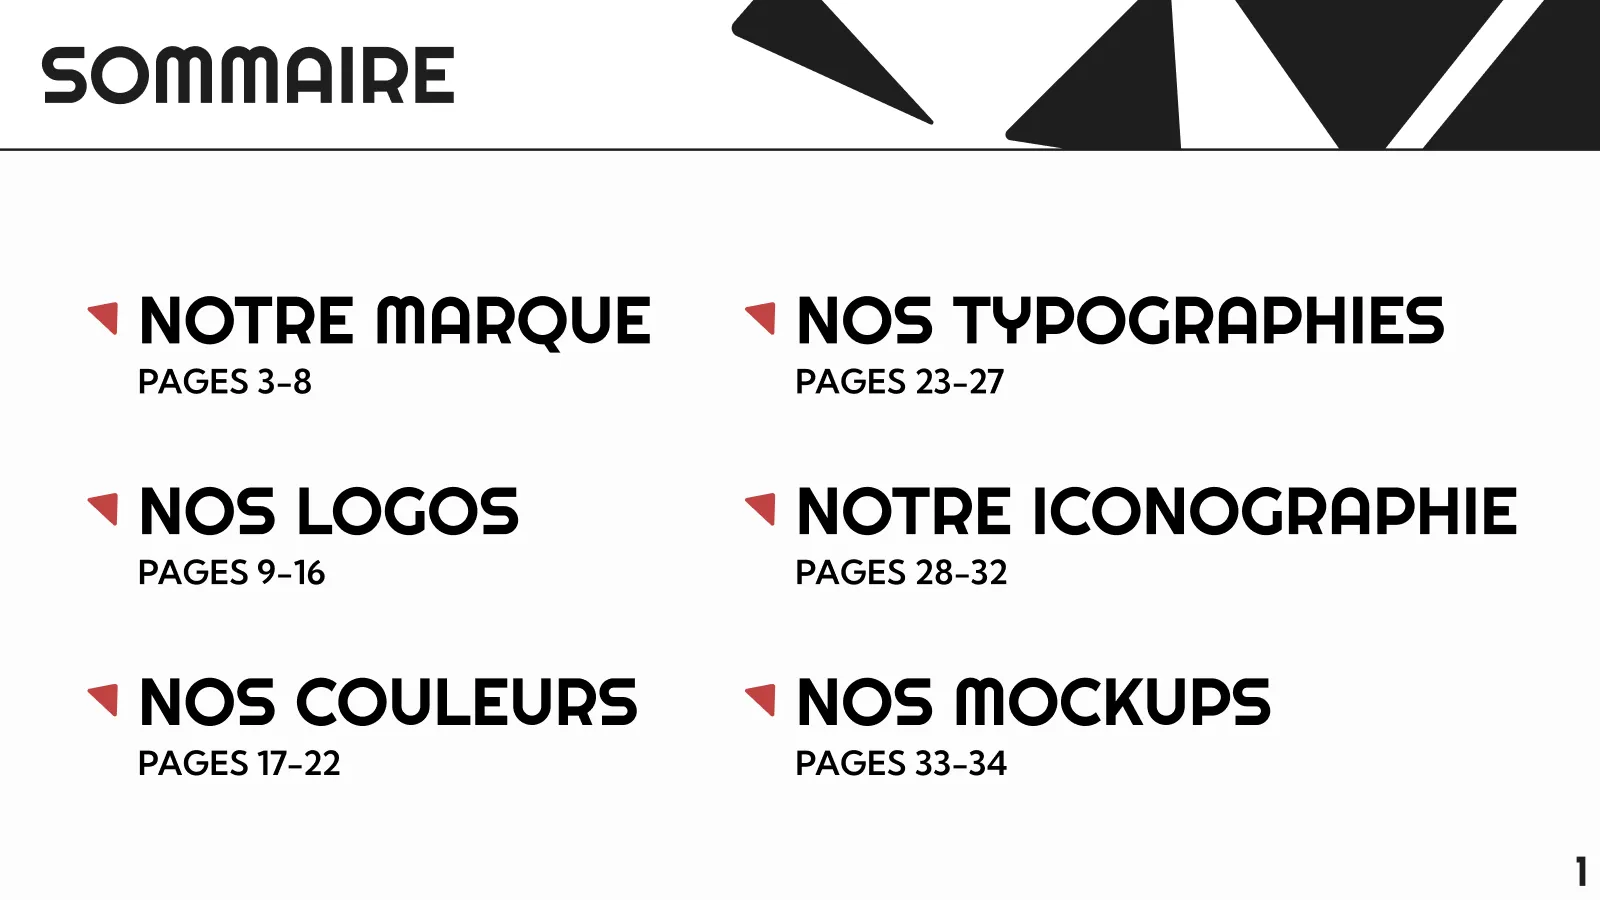 SOMMAIRE
NOTRE MARQUE
PAGES 3-8
NOS LOGOS
PAGES 9-16
NOS COULEURS
PAGES 17-22
NOS TYPOGRAPHIES
PAGES 23-27
NOTRE ICONOGRAPHIE
PAGES 28-32
NOS MOCKUPS
PAGES 33-34
1